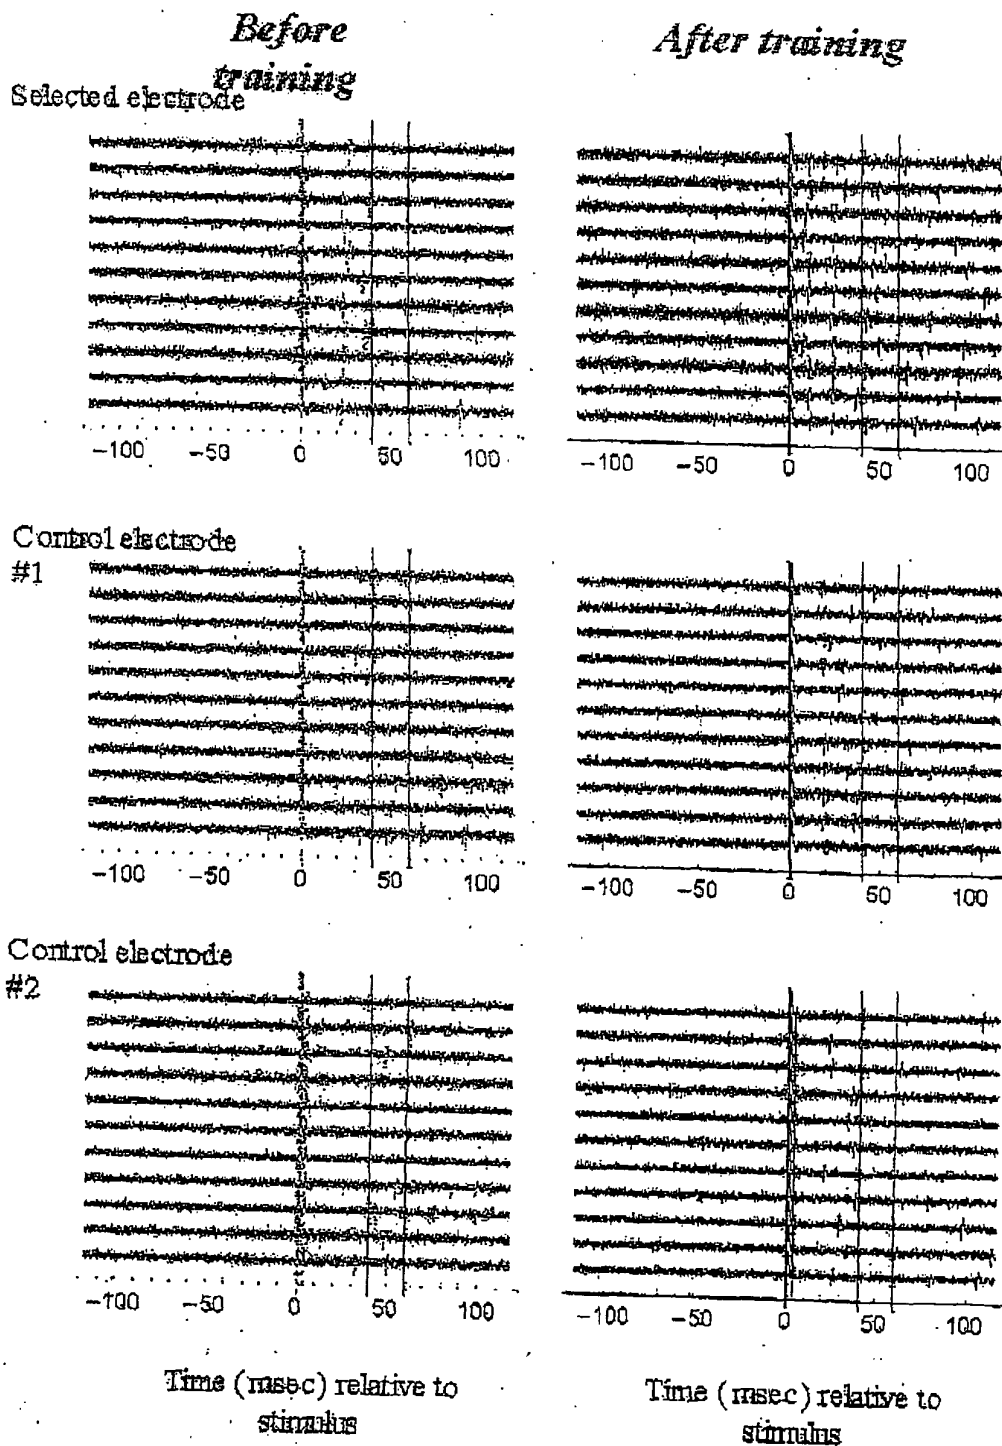 Before
training
After training
Selected electrode
-100 -50 0 50 100
-100 -50 0 50 100
Control electrode
#1
-100 -50 0 50 100
-100 -50 0 50 100
Control electrode
#2
-100 -50 0 50 100
-100 -50 0 50 100
Time (msec) relative to
stimulus
Time (msec) relative to
stimulus